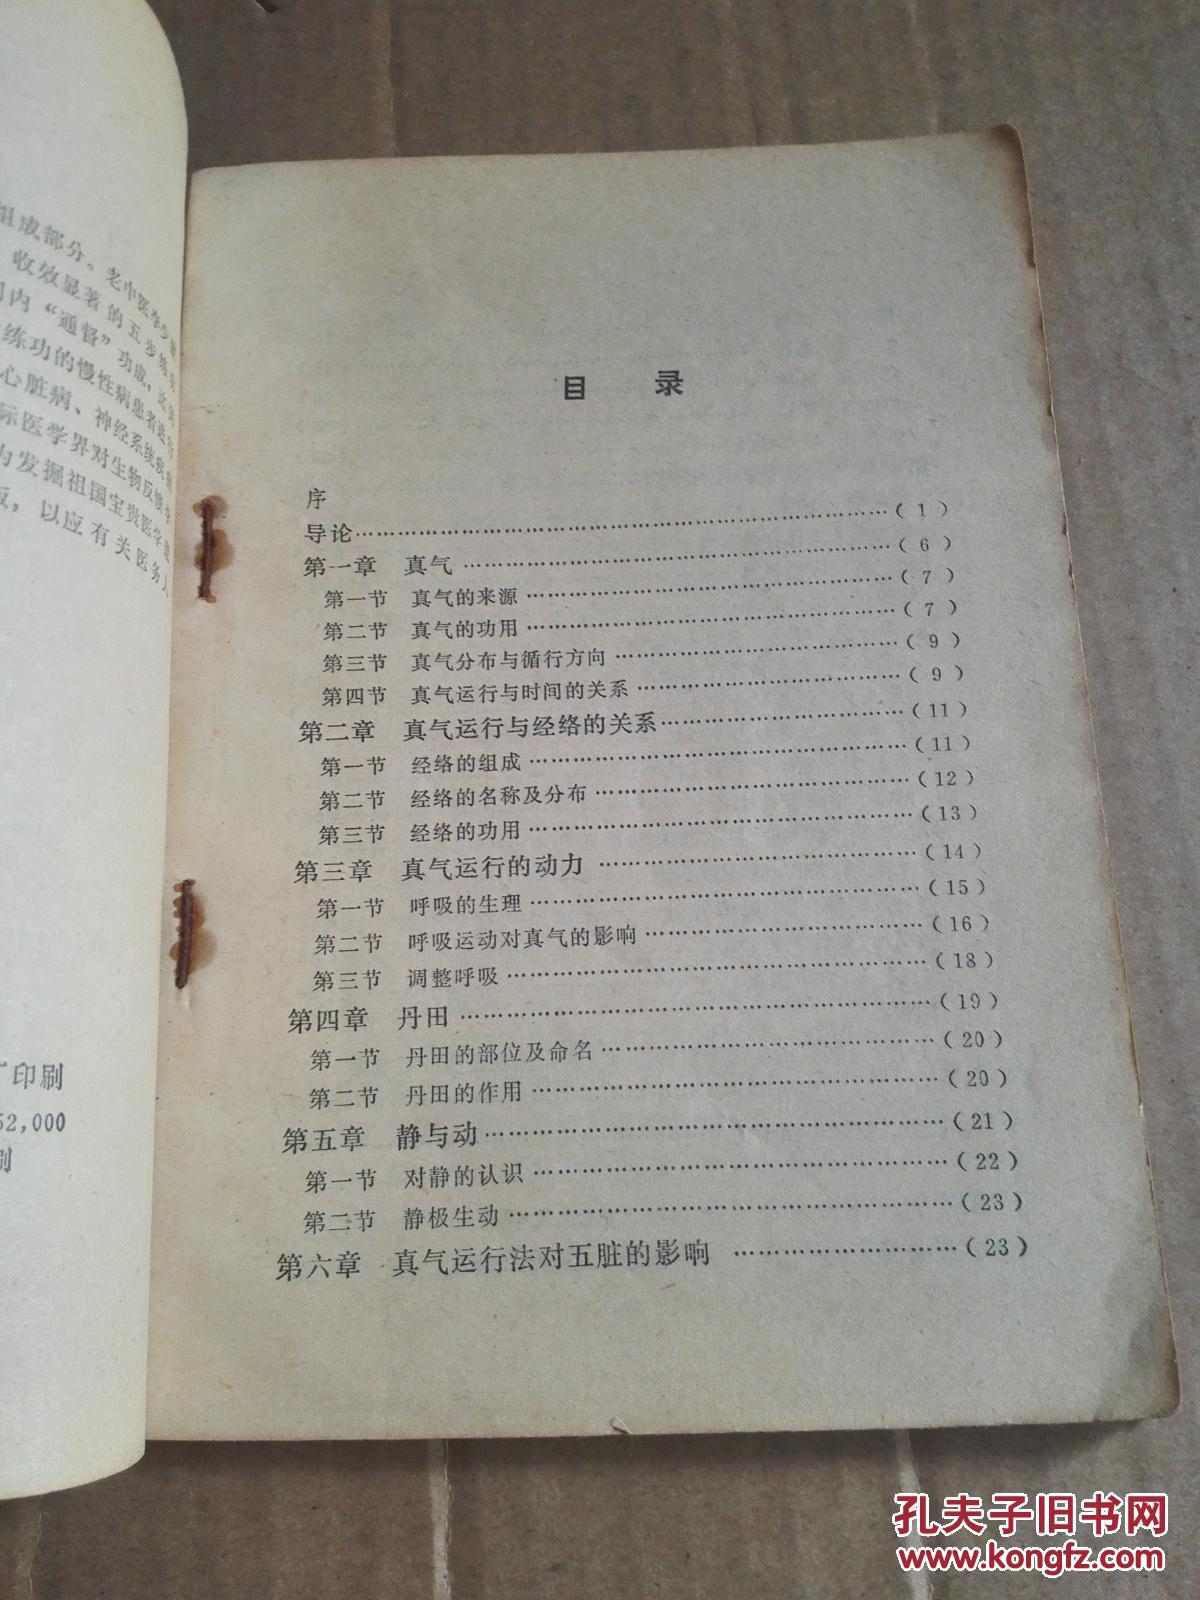 组成部分。老中医李少
收效显著的五步练
内“通督”功成，
练功的慢性病患者进行
心脏病、神经系统疾
际医学界对生物反馈学
为发掘祖国宝贵医学遗
版，以应有关医务人
印刷
52,000
刷
目 录
序
导论……(1)
第一章 真气……(6)
第一节 真气的来源……(7)
第二节 真气的功用……(7)
第三节 真气分布与循行方向……(9)
第四节 真气运行与时间的关系……(9)
第二章 真气运行与经络的关系……(11)
第一节 经络的组成……(11)
第二节 经络的名称及分布……(12)
第三节 经络的功用……(13)
第三章 真气运行的动力……(14)
第一节 呼吸的生理……(15)
第二节 呼吸运动对真气的影响……(16)
第三节 调整呼吸……(18)
第四章 丹田……(19)
第一节 丹田的部位及命名……(20)
第二节 丹田的作用……(20)
第五章 静与动……(21)
第一节 对静的认识……(22)
第二节 静极生动……(23)
第六章 真气运行法对五脏的影响……(23)
孔夫子旧书网
www.kongfz.com